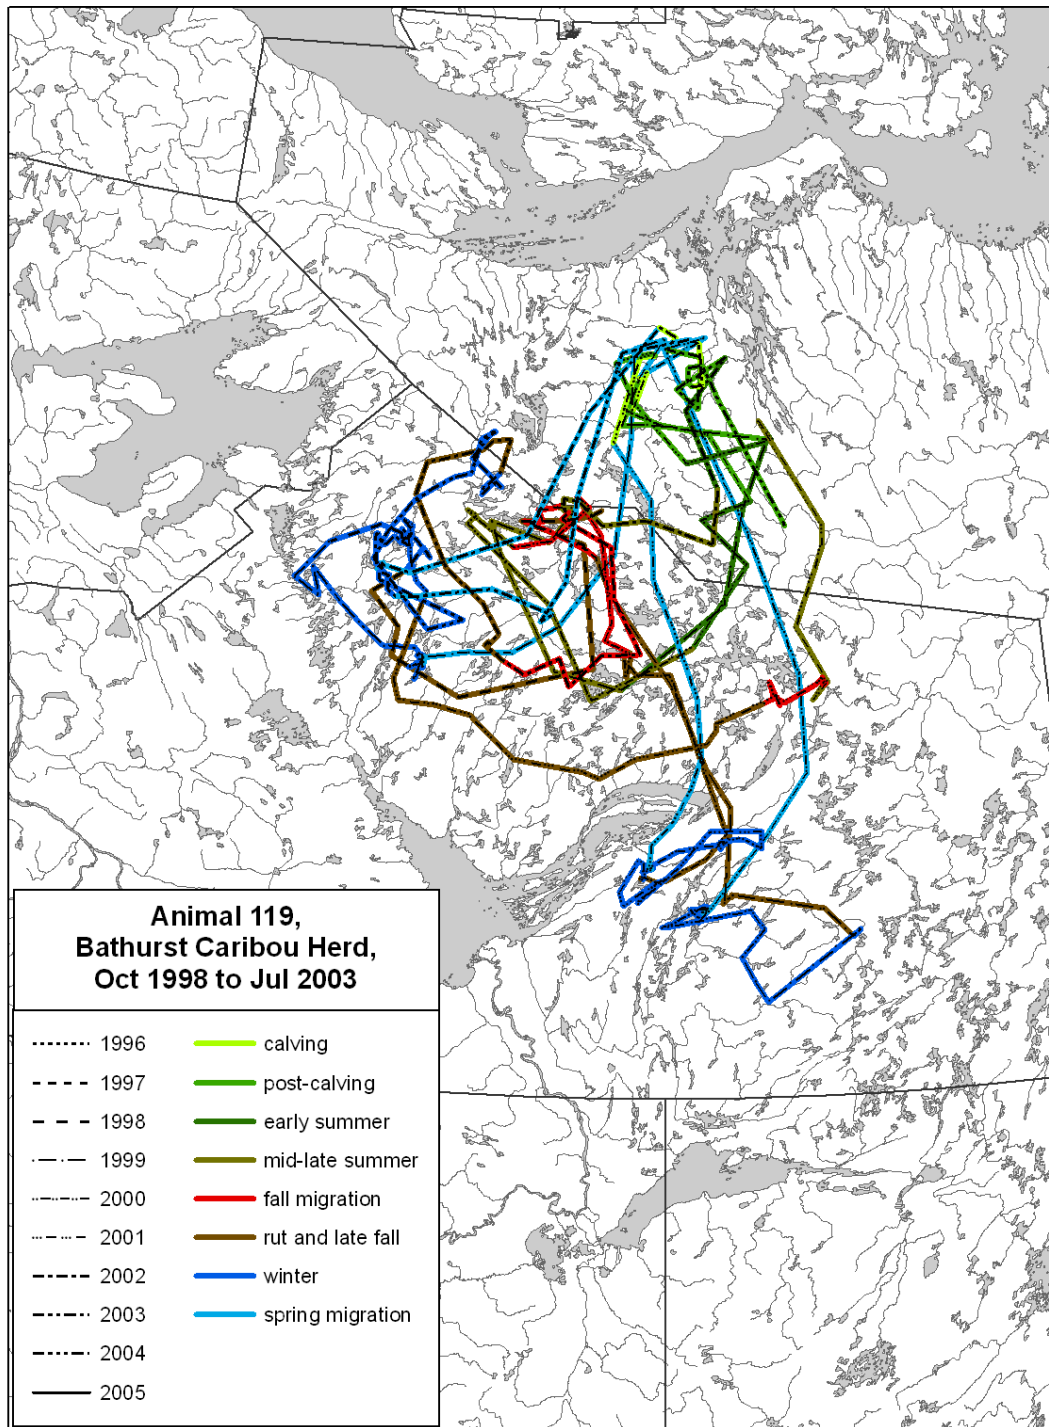 Animal 119,
Bathurst Caribou Herd,
Oct 1998 to Jul 2003
1996
1997
1998
1999
2000
2001
2002
2003
2004
2005
calving
post-calving
early summer
mid-late summer
fall migration
rut and late fall
winter
spring migration